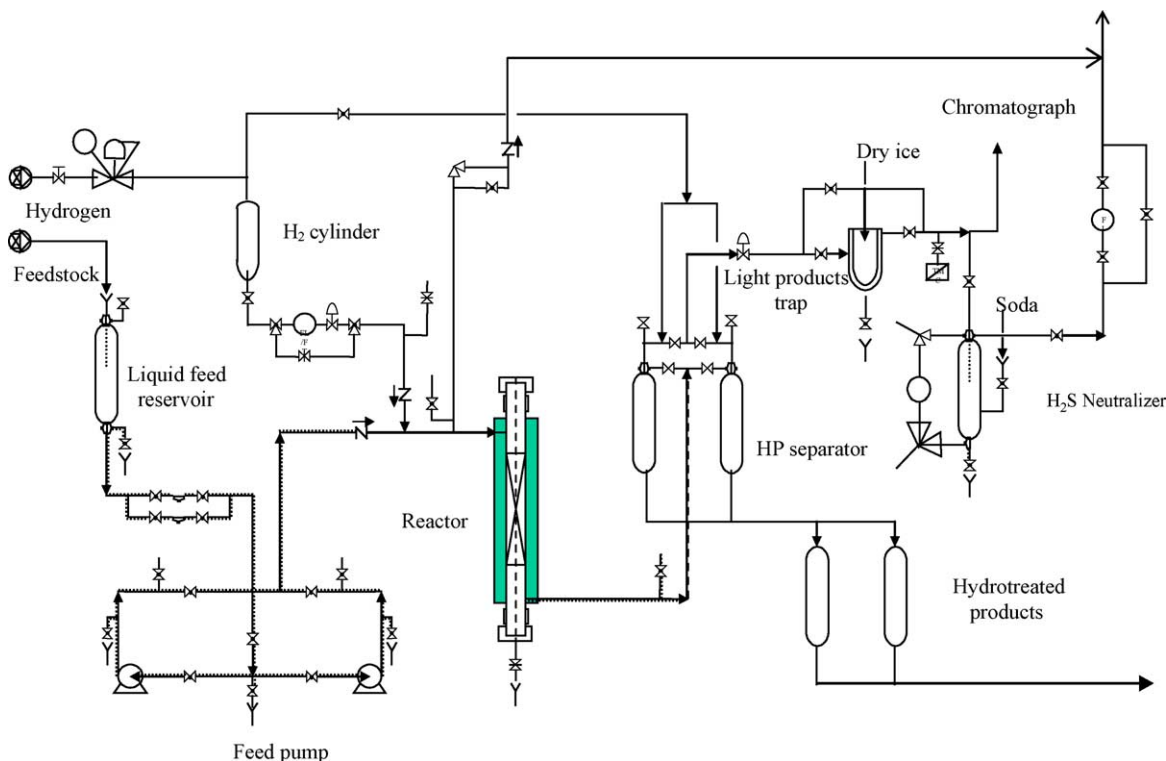 Chromatograph
Dry ice
Hydrogen
H₂ cylinder
Feedstock
Light products
trap
F
Soda
Liquid feed
reservoir
H₂S Neutralizer
HP separator
Reactor
Hydrotreated
products
Feed pump